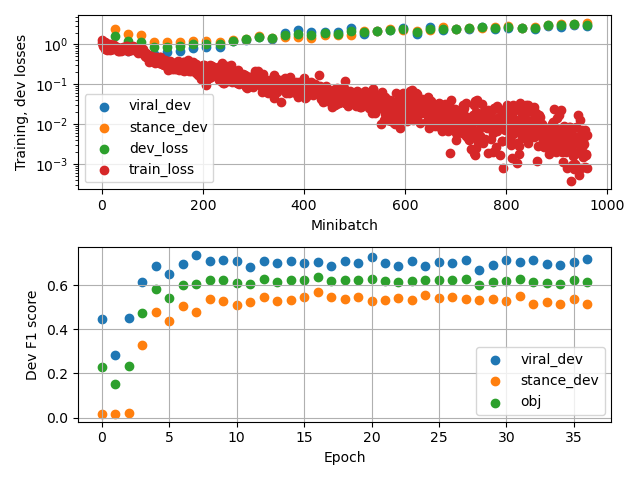 Training, dev losses
10⁰
10⁻¹
10⁻²
10⁻³
viral_dev
stance_dev
dev_loss
train_loss
0 200 400 600 800 1000
Minibatch
Dev F1 score
0.6
0.4
0.2
0.0
viral_dev
stance_dev
obj
0 5 10 15 20 25 30 35
Epoch